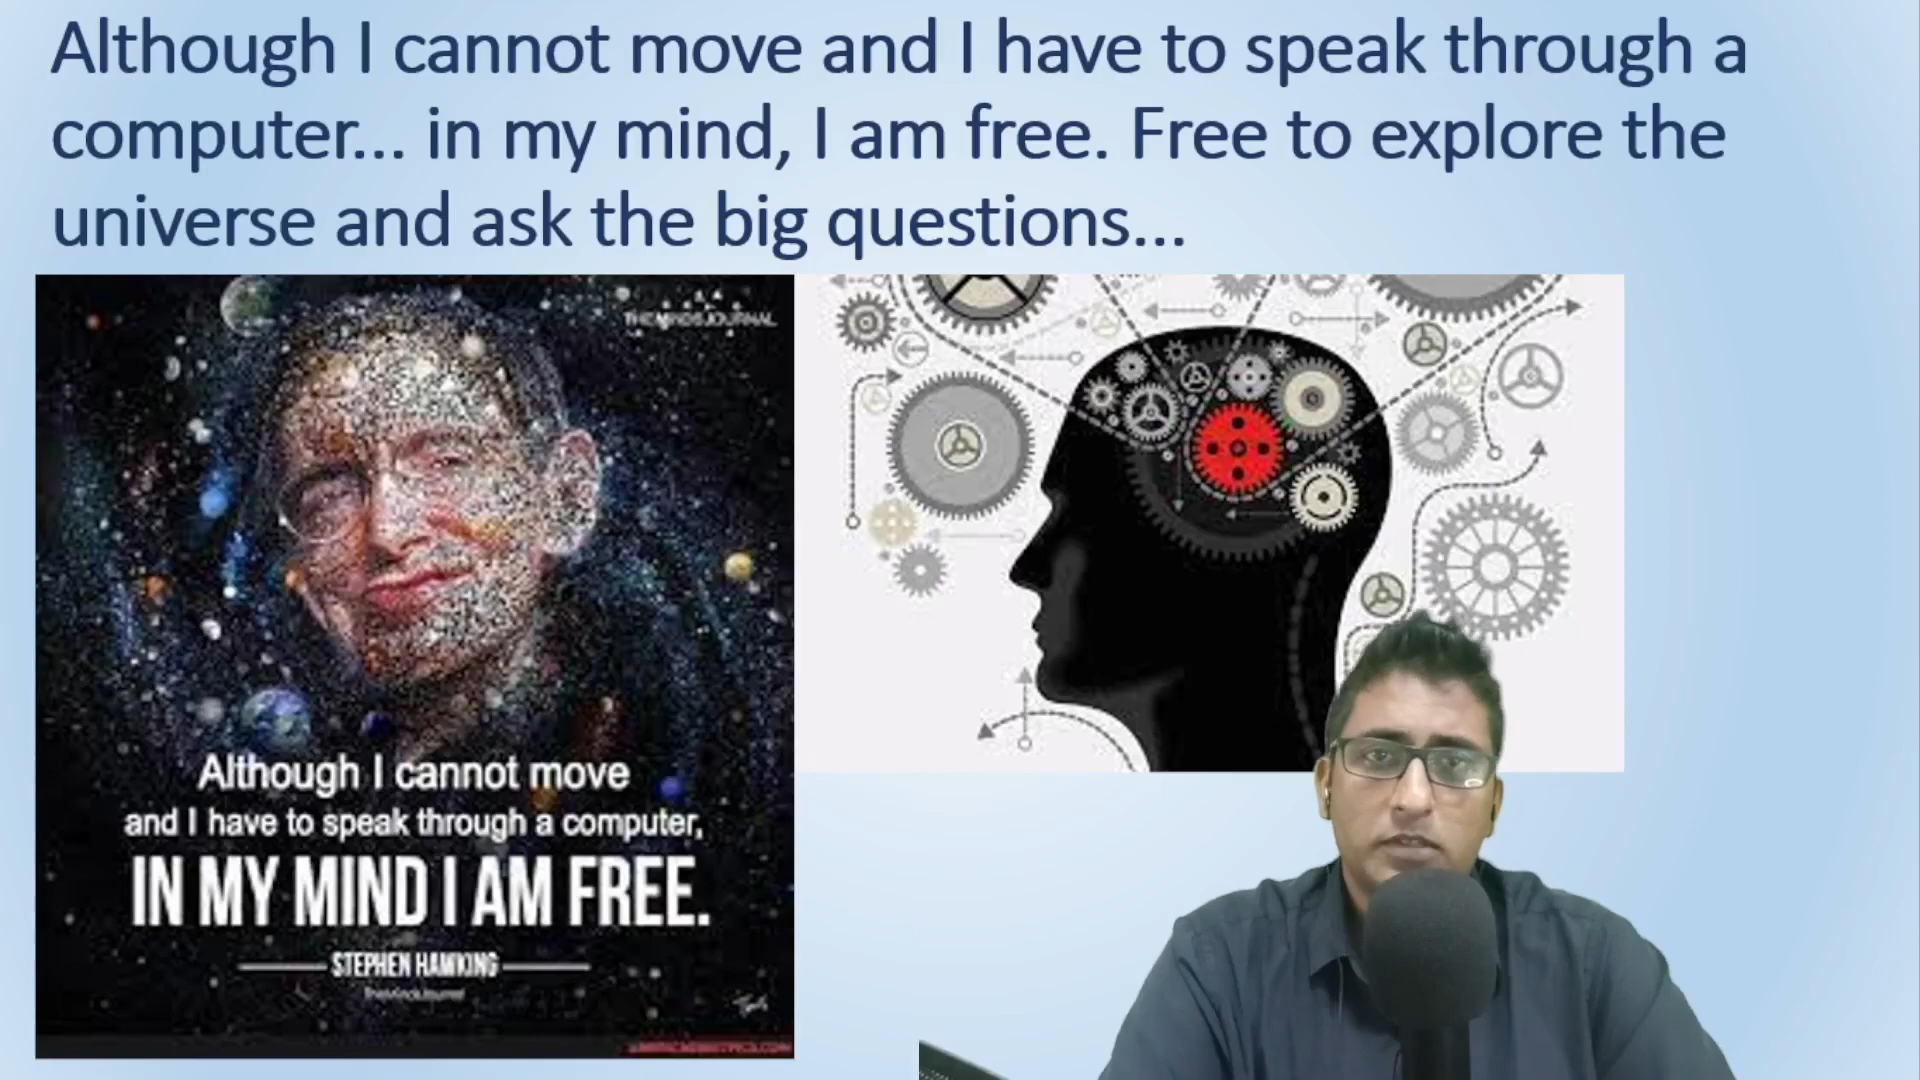 Although I cannot move and I have to speak through a
computer... in my mind, I am free. Free to explore the
universe and ask the big questions...
THEMINDSJOURNAL
Although I cannot move
and I have to speak through a computer,
IN MY MIND I AM FREE.
STEPHEN HAWKING